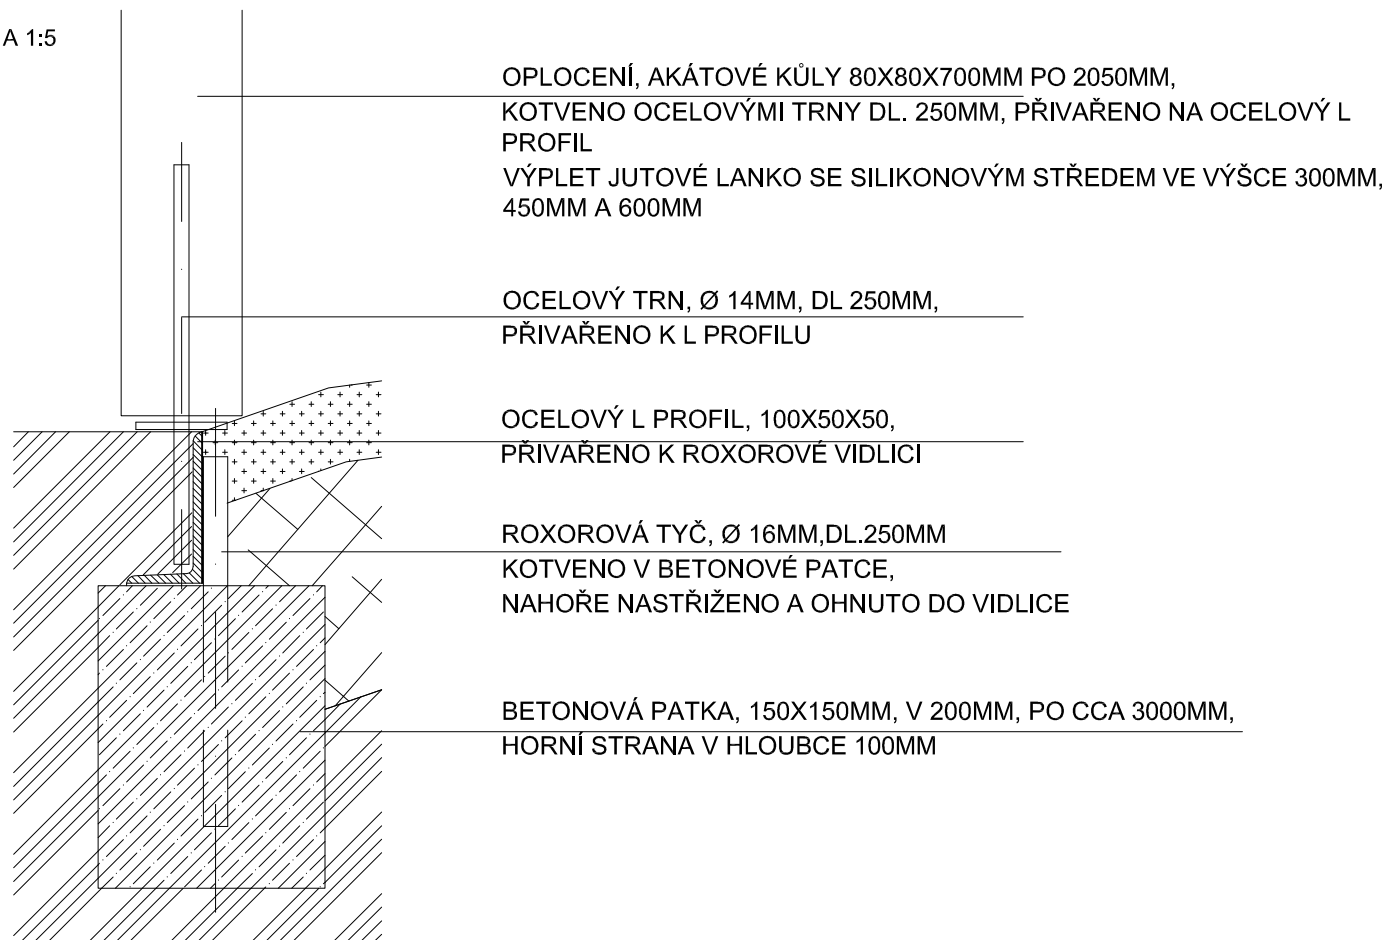 A 1:5
OPLOCENÍ, AKÁTOVÉ KŮLY 80X80X700MM PO 2050MM,
KOTVENO OCELOVÝMI TRNY DL. 250MM, PŘIVAŘENO NA OCELOVÝ L
PROFIL
VÝPLET JUTOVÉ LANKO SE SILIKONOVÝM STŘEDEM VE VÝŠCE 300MM,
450MM A 600MM
OCELOVÝ TRN, Ø 14MM, DL 250MM,
PŘIVAŘENO K L PROFILU
OCELOVÝ L PROFIL, 100X50X50,
PŘIVAŘENO K ROXOROVÉ VIDLICI
ROXOROVÁ TYČ, Ø 16MM,DL.250MM
KOTVENO V BETONOVÉ PATCE,
NAHOŘE NASTŘIŽENO A OHNUTO DO VIDLICE
BETONOVÁ PATKA, 150X150MM, V 200MM, PO CCA 3000MM,
HORNÍ STRANA V HLOUBCE 100MM